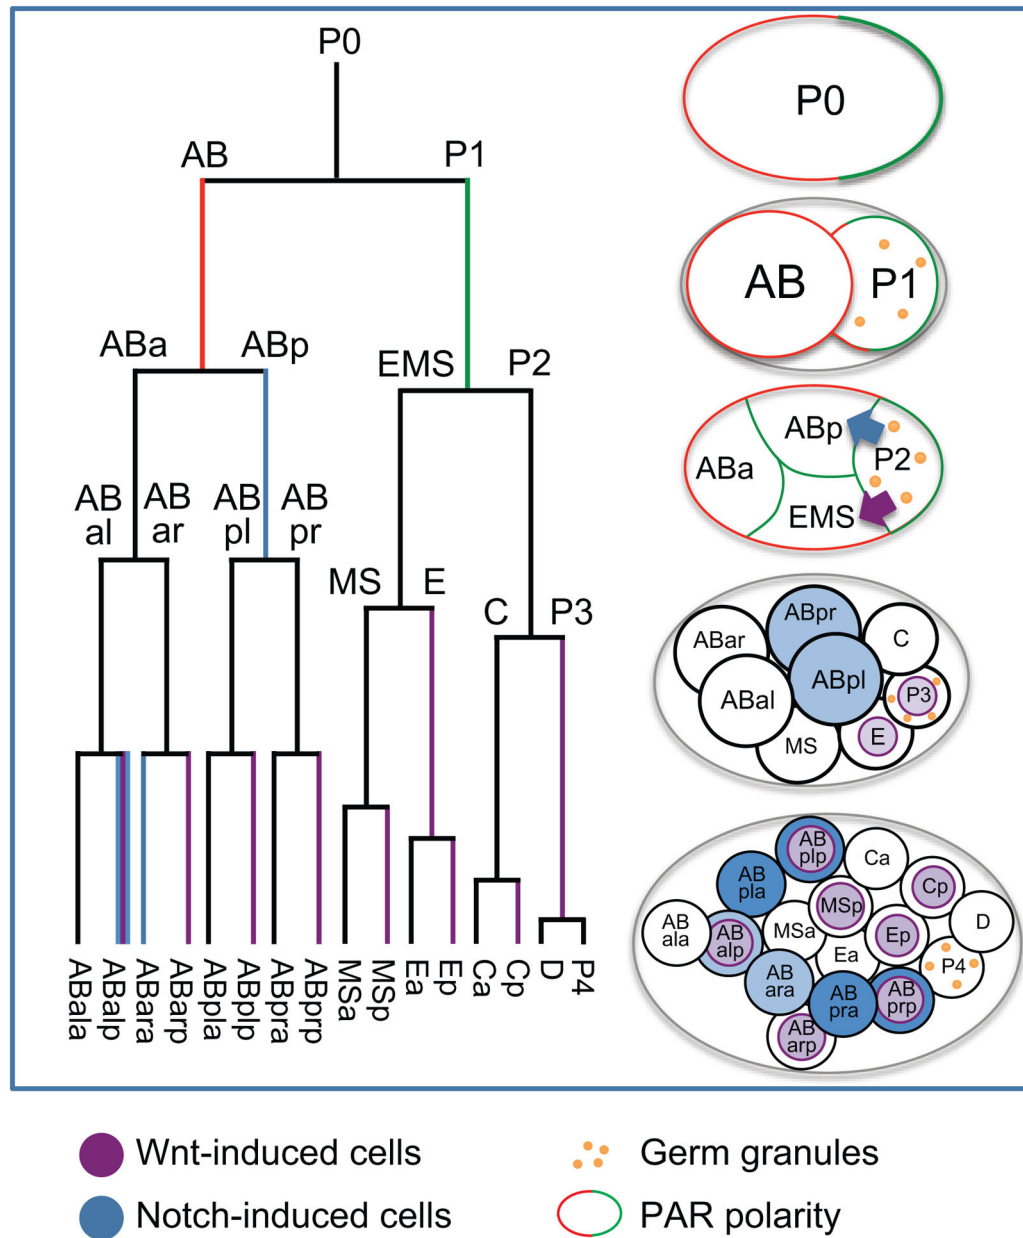 P0
AB
P1
ABa
ABp
EMS
P2
AB
al
AB
ar
AB
pl
AB
pr
MS
E
C
P3
ABala
ABalp
ABara
ABarp
ABpla
ABplp
ABpra
ABprp
MSa
MSp
Ea
Ep
Ca
Cp
D
P4
P0
AB
P1
ABp
P2
ABa
EMS
ABpr
ABar
C
ABpl
P3
ABal
E
MS
AB
plp
Ca
AB
pla
Cp
MSp
D
AB
ala
AB
alp
MSa
Ep
Ea
P4
AB
ara
AB
pra
AB
prp
AB
arp
Wnt-induced cells
Germ granules
Notch-induced cells
PAR polarity